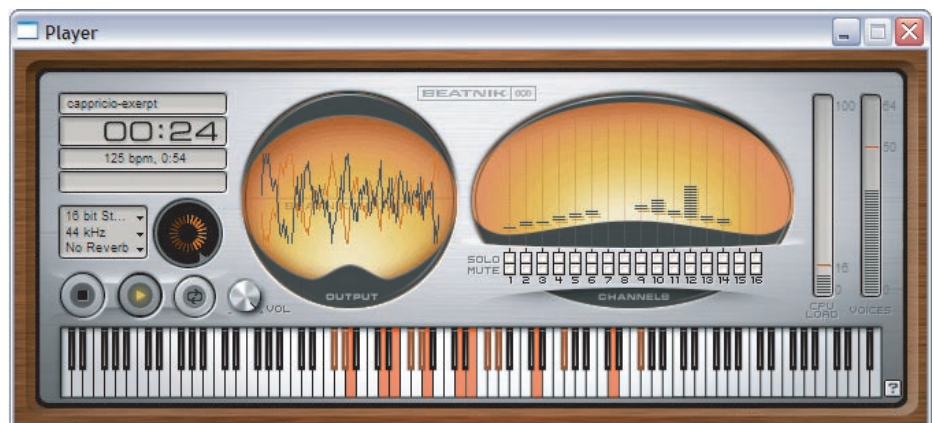 Player
BEATNIK
cappricio-exerpt
00:24
125 bpm, 0:54
16 bit St...
44 kHz
No Reverb
VOL
BEATNIK
OUTPUT
SOLO
MUTE
1 2 3 4 5 6 7 8 9 10 11 12 13 14 15 16
CHANNELS
100
16
0
CPU
LOAD
64
50
0
VOICES
?